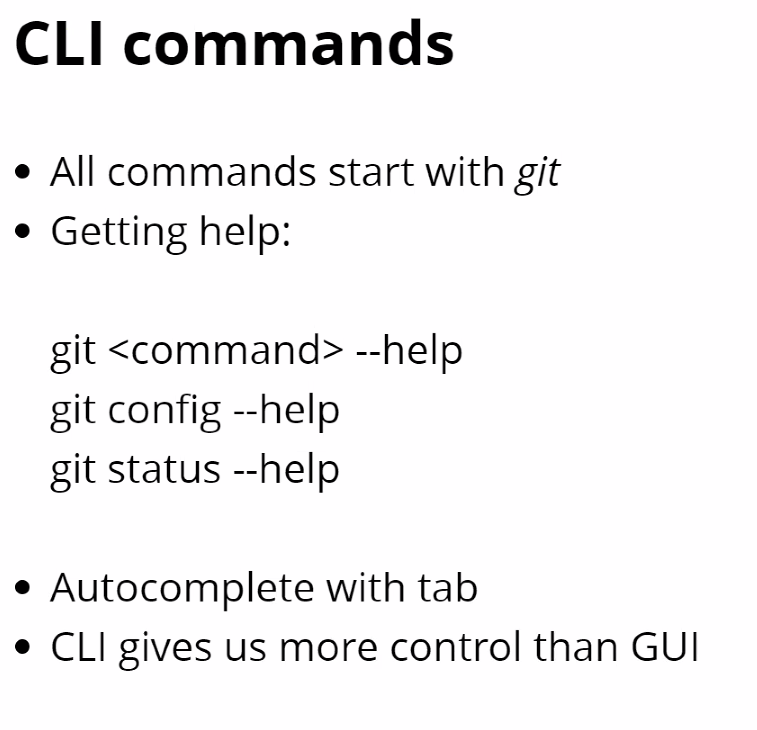 CLI commands
• All commands start with git
• Getting help:
git <command> --help
git config --help
git status --help
• Autocomplete with tab
• CLI gives us more control than GUI